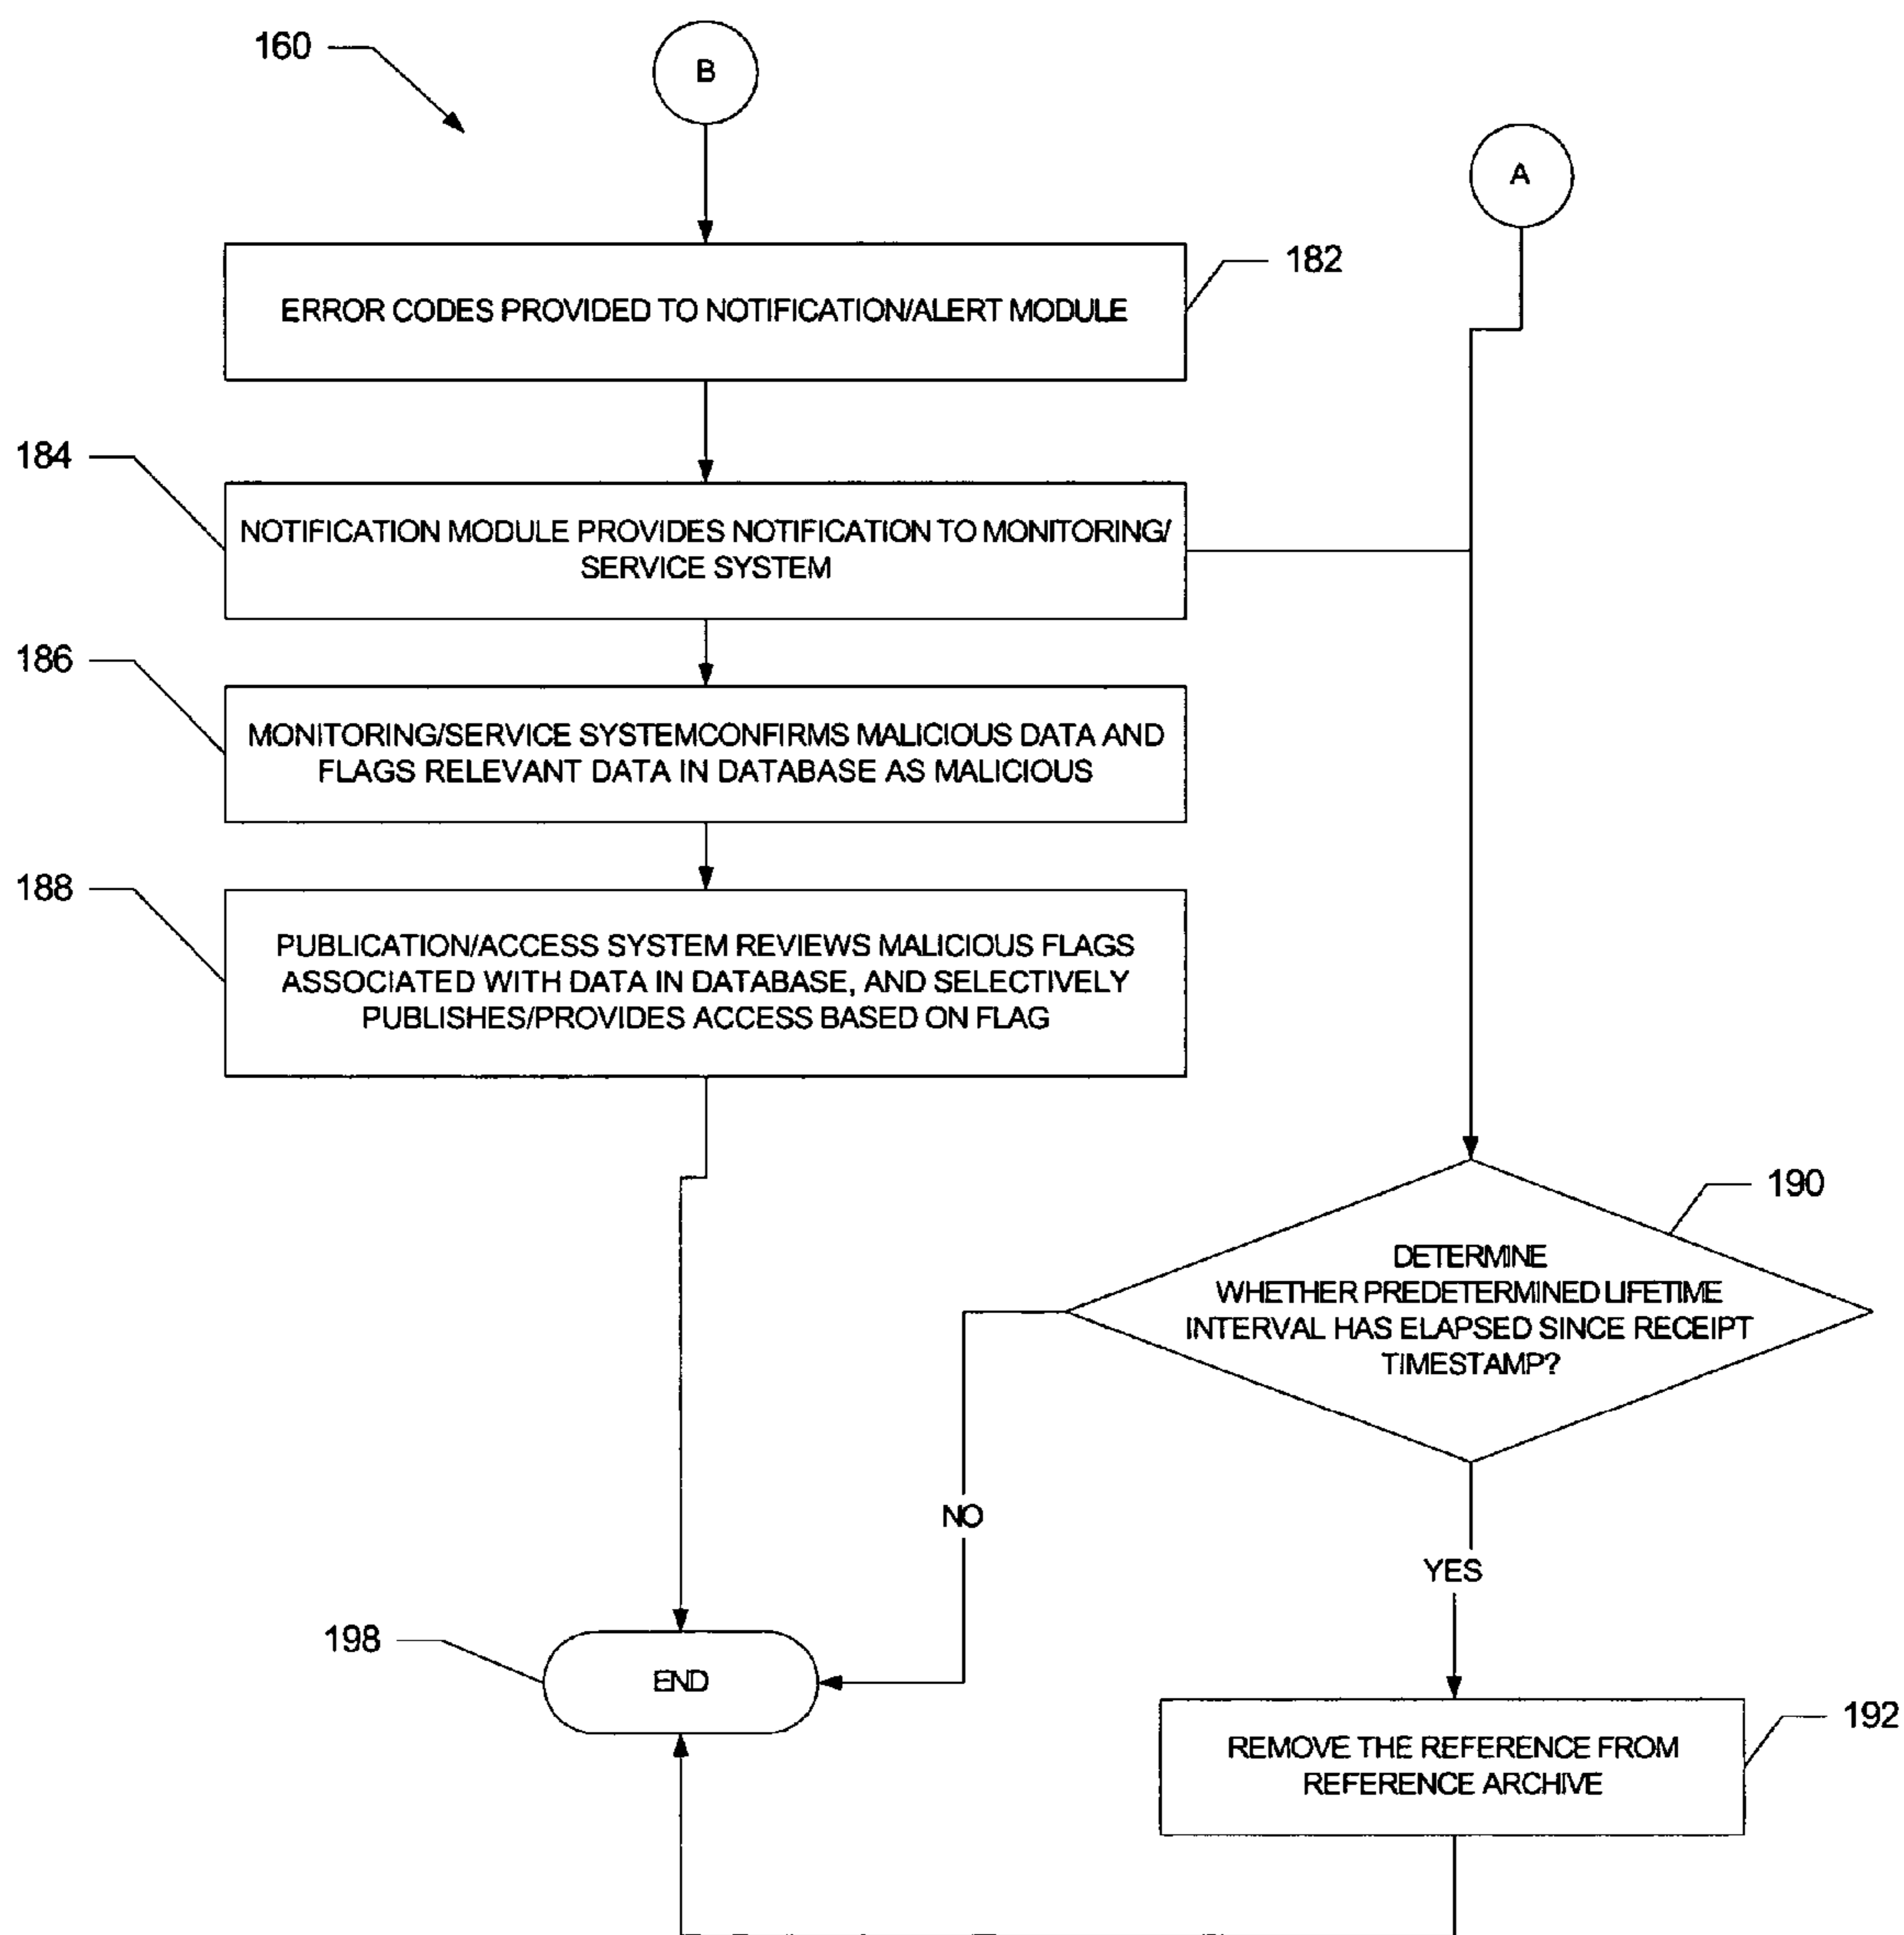 160
B
A
182
ERROR CODES PROVIDED TO NOTIFICATION/ALERT MODULE
184
NOTIFICATION MODULE PROVIDES NOTIFICATION TO MONITORING/
SERVICE SYSTEM
186
MONITORING/SERVICE SYSTEMCONFIRMS MALICIOUS DATA AND
FLAGS RELEVANT DATA IN DATABASE AS MALICIOUS
188
PUBLICATION/ACCESS SYSTEM REVIEWS MALICIOUS FLAGS
ASSOCIATED WITH DATA IN DATABASE, AND SELECTIVELY
PUBLISHES/PROVIDES ACCESS BASED ON FLAG
190
DETERMINE
WHETHER PREDETERMINED LIFETIME
INTERVAL HAS ELAPSED SINCE RECEIPT
TIMESTAMP?
NO
YES
198
END
192
REMOVE THE REFERENCE FROM
REFERENCE ARCHIVE